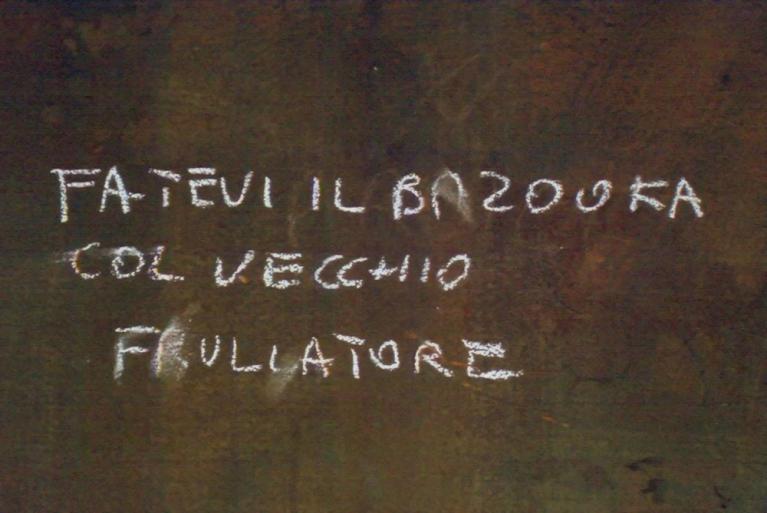 FATEVI IL BAZOOKA
COL VECCHIO
FRULLATORE